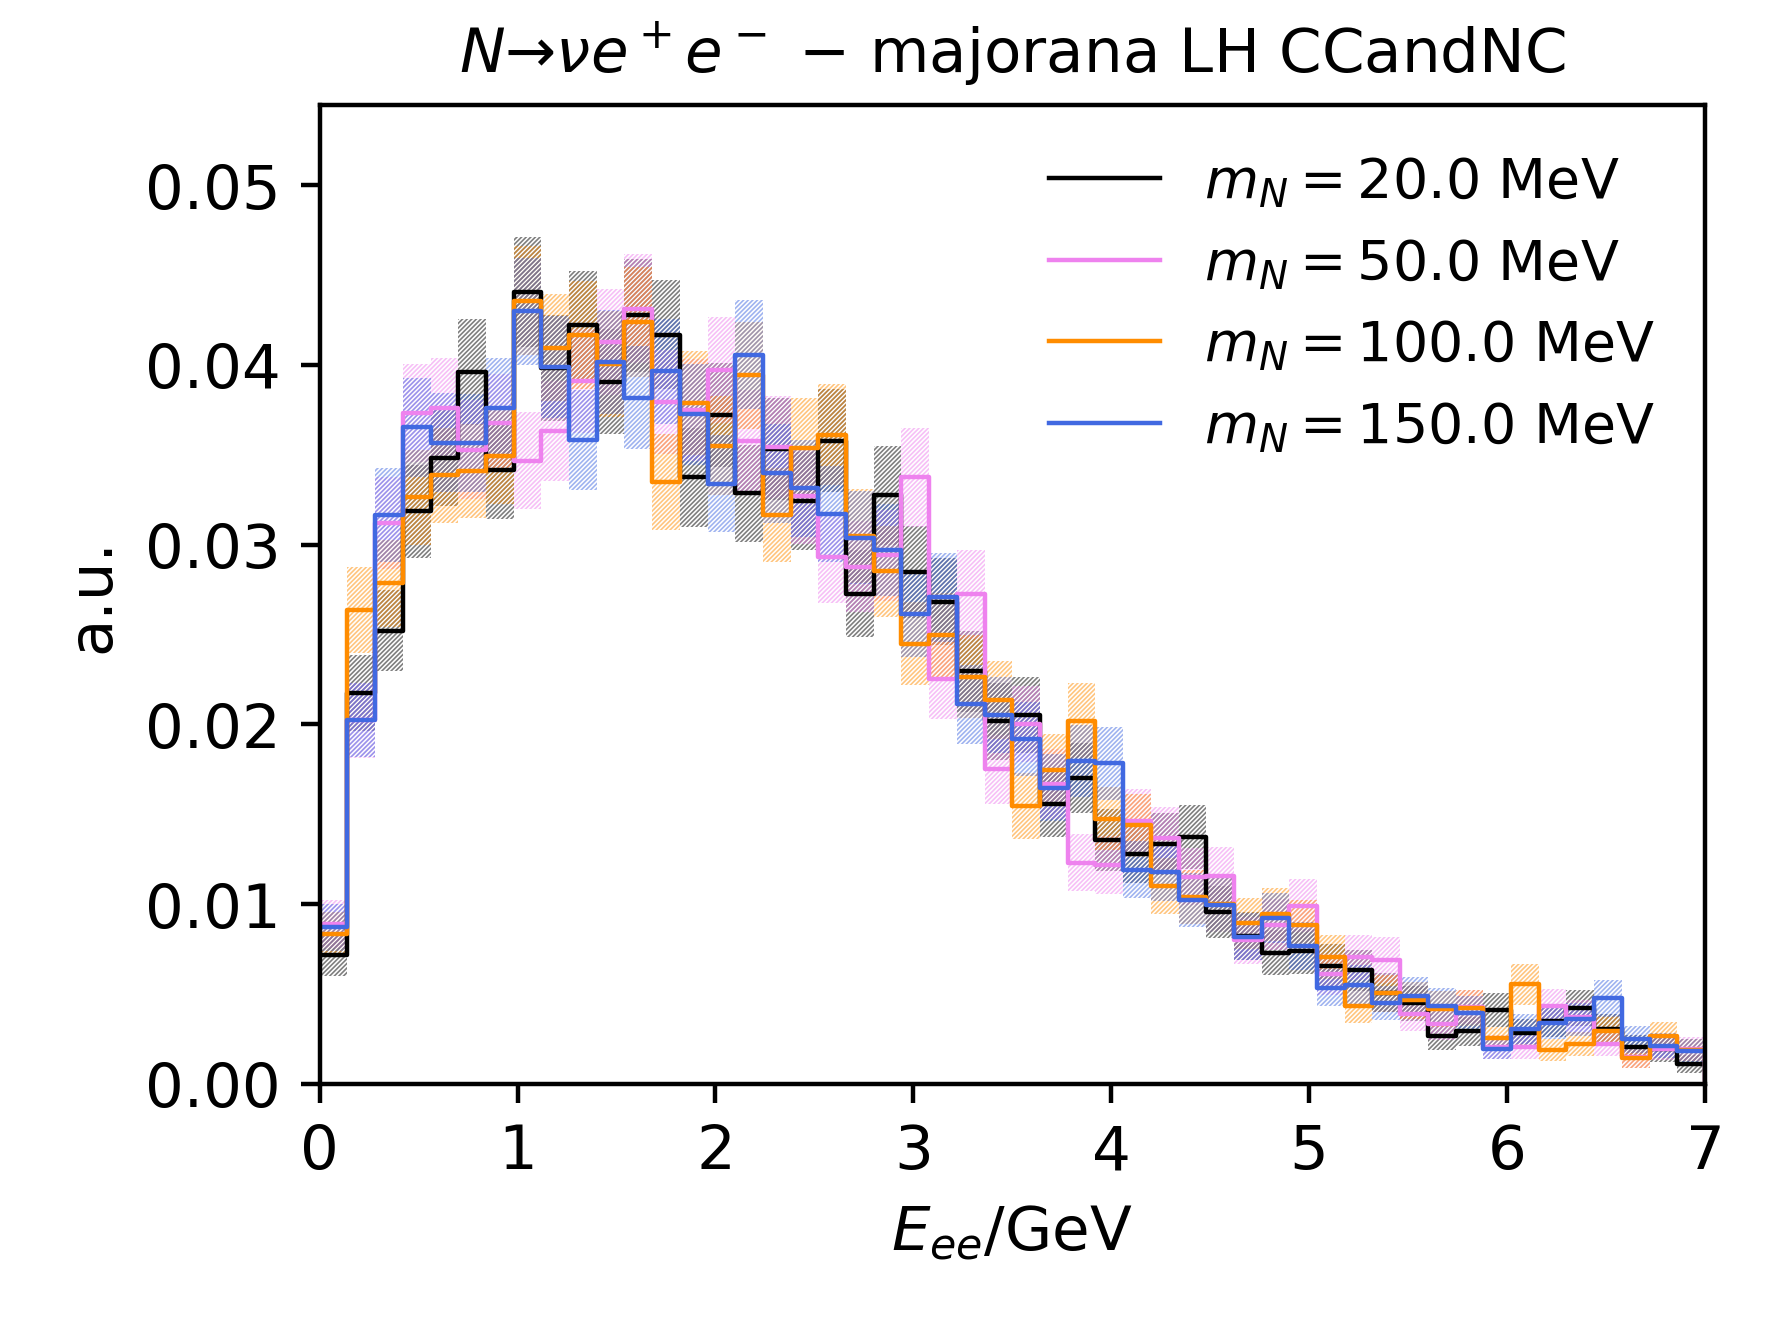 N→νe⁺e⁻ − majorana LH CCandNC
m_N = 20.0 MeV
m_N = 50.0 MeV
m_N = 100.0 MeV
m_N = 150.0 MeV
a.u.
0.05
0.04
0.03
0.02
0.01
0.00
0 1 2 3 4 5 6 7
E_ee/GeV